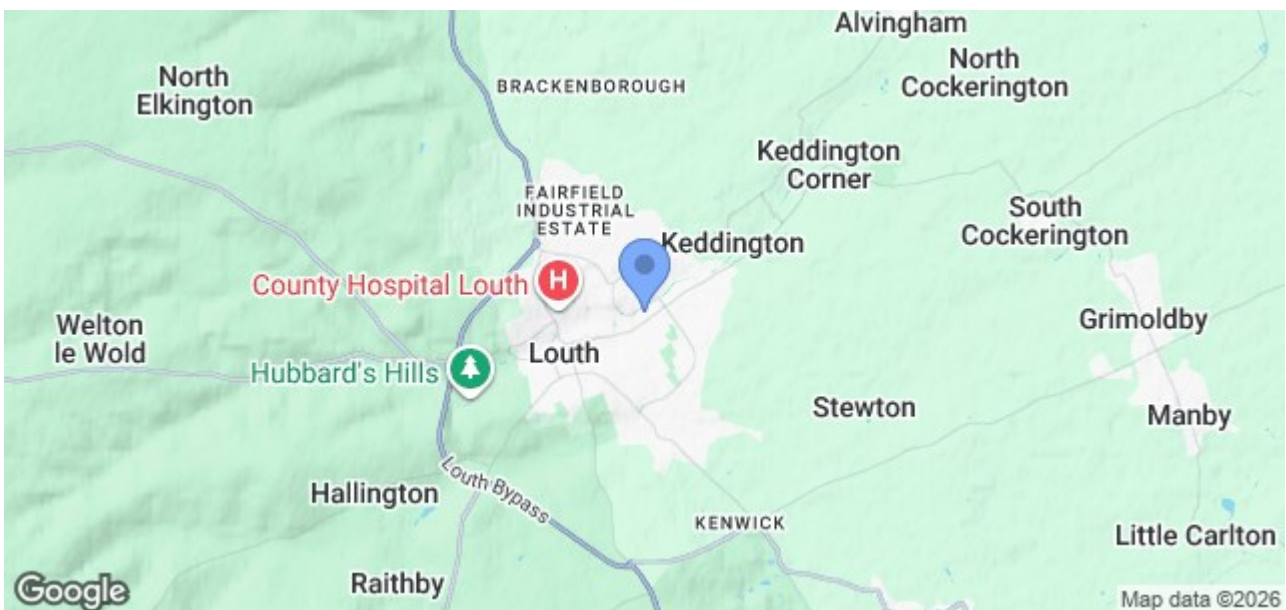 Alvingham
North
Elkington
North
Cockerington
BRACKENBOROUGH
Keddington
Corner
FAIRFIELD
INDUSTRIAL
ESTATE
South
Cockerington
Keddington
County Hospital Louth
H
Welton
le Wold
Grimoldby
Louth
Hubbard's Hills
Stewton
Manby
Hallington
Louth Bypass
KENWICK
Little Carlton
Raithby
Google
Map data ©2026